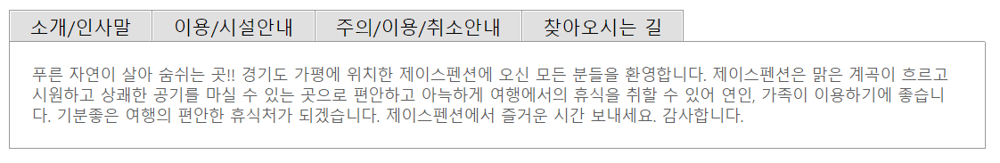 소개/인사말 이용/시설안내 주의/이용/취소안내 찾아오시는 길
푸른 자연이 살아 숨쉬는 곳!! 경기도 가평에 위치한 제이스펜션에 오신 모든 분들을 환영합니다. 제이스펜션은 맑은 계곡이 흐르고
시원하고 상쾌한 공기를 마실 수 있는 곳으로 편안하고 아늑하게 여행에서의 휴식을 취할 수 있어 연인, 가족이 이용하기에 좋습니
다. 기분좋은 여행의 편안한 휴식처가 되겠습니다. 제이스펜션에서 즐거운 시간 보내세요. 감사합니다.